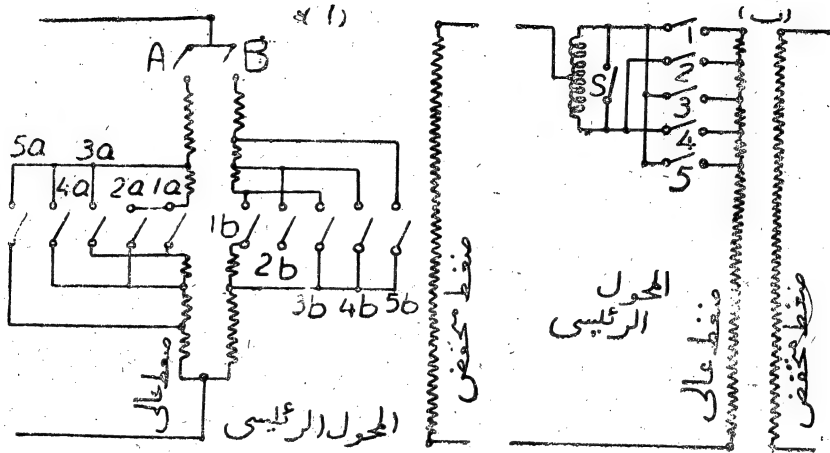 (أ)
A B
5a 3a
4a 2a 1a
1b
2b
3b 4b 5b
ضغط عالى
المحول الرئيسى
ضغط منخفض
(ب)
S
1
2
3
4
5
المحول
الرئيسى
ضغط عالى
ضغط منخفض